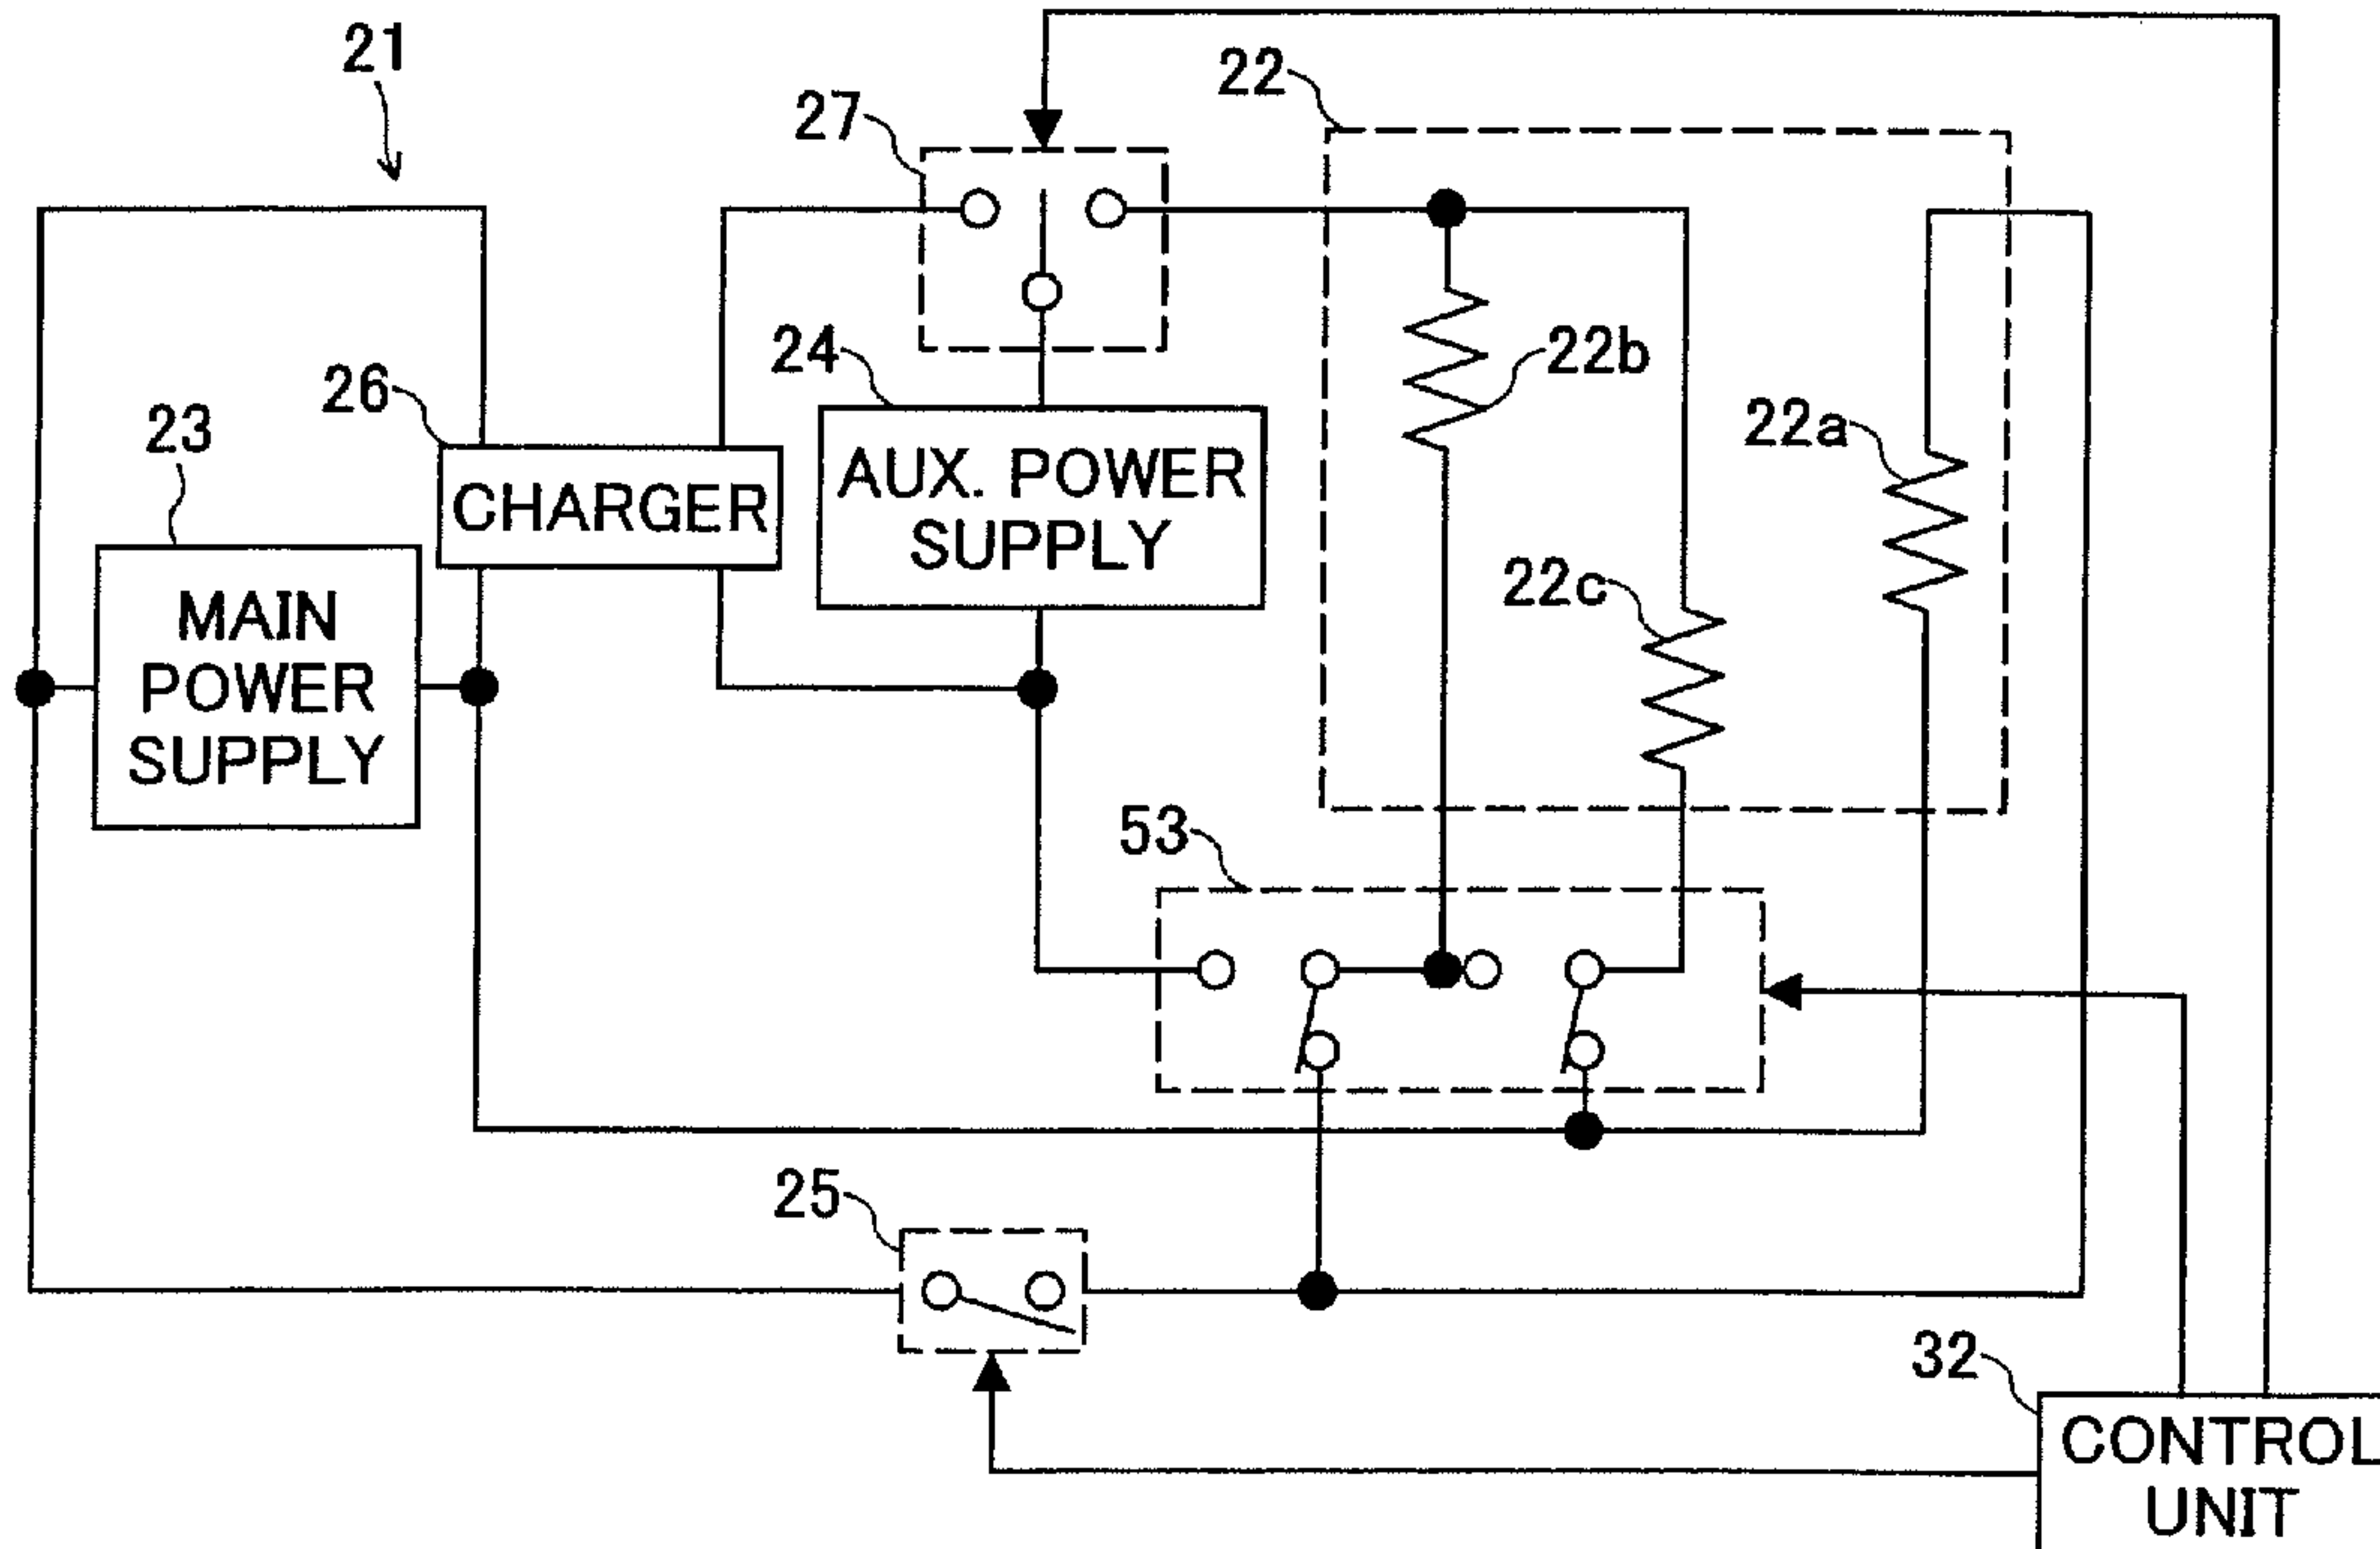 21
22
27
24
22b
26
22a
23
AUX. POWER
SUPPLY
CHARGER
22c
MAIN
POWER
SUPPLY
53
25
32
CONTROL
UNIT